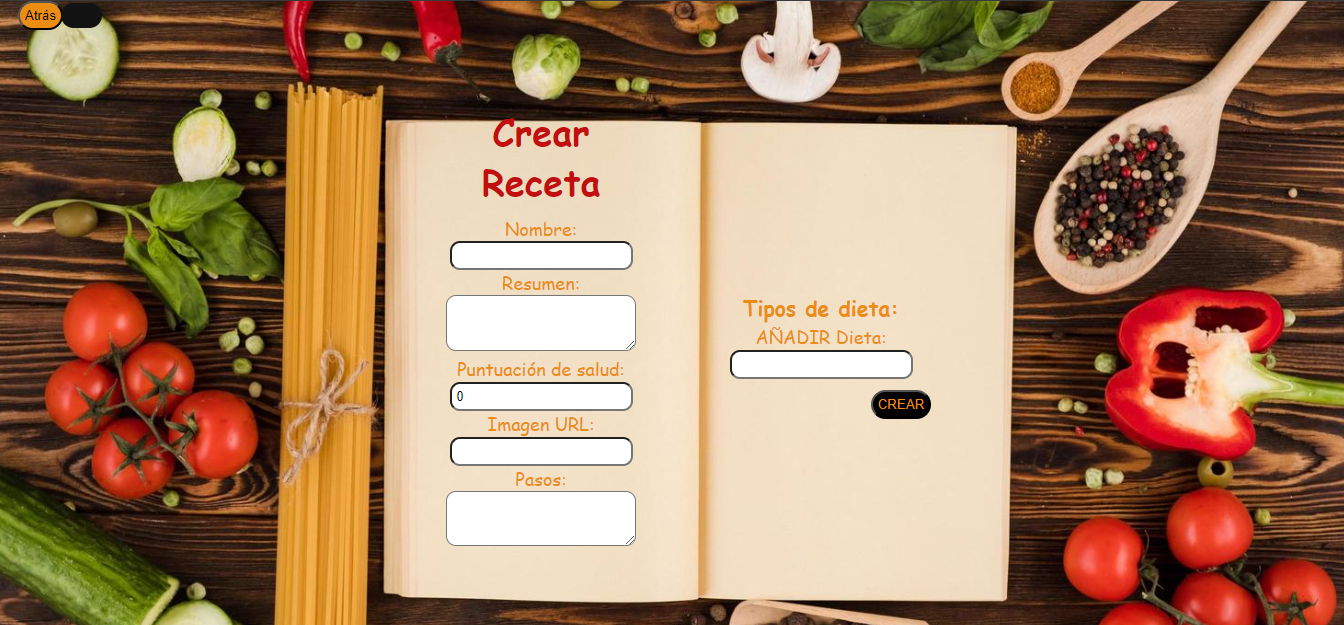 Atrás
Crear
Receta
Nombre:
Resumen:
Puntuación de salud:
0
Imagen URL:
Pasos:
Tipos de dieta:
AÑADIR Dieta:
CREAR